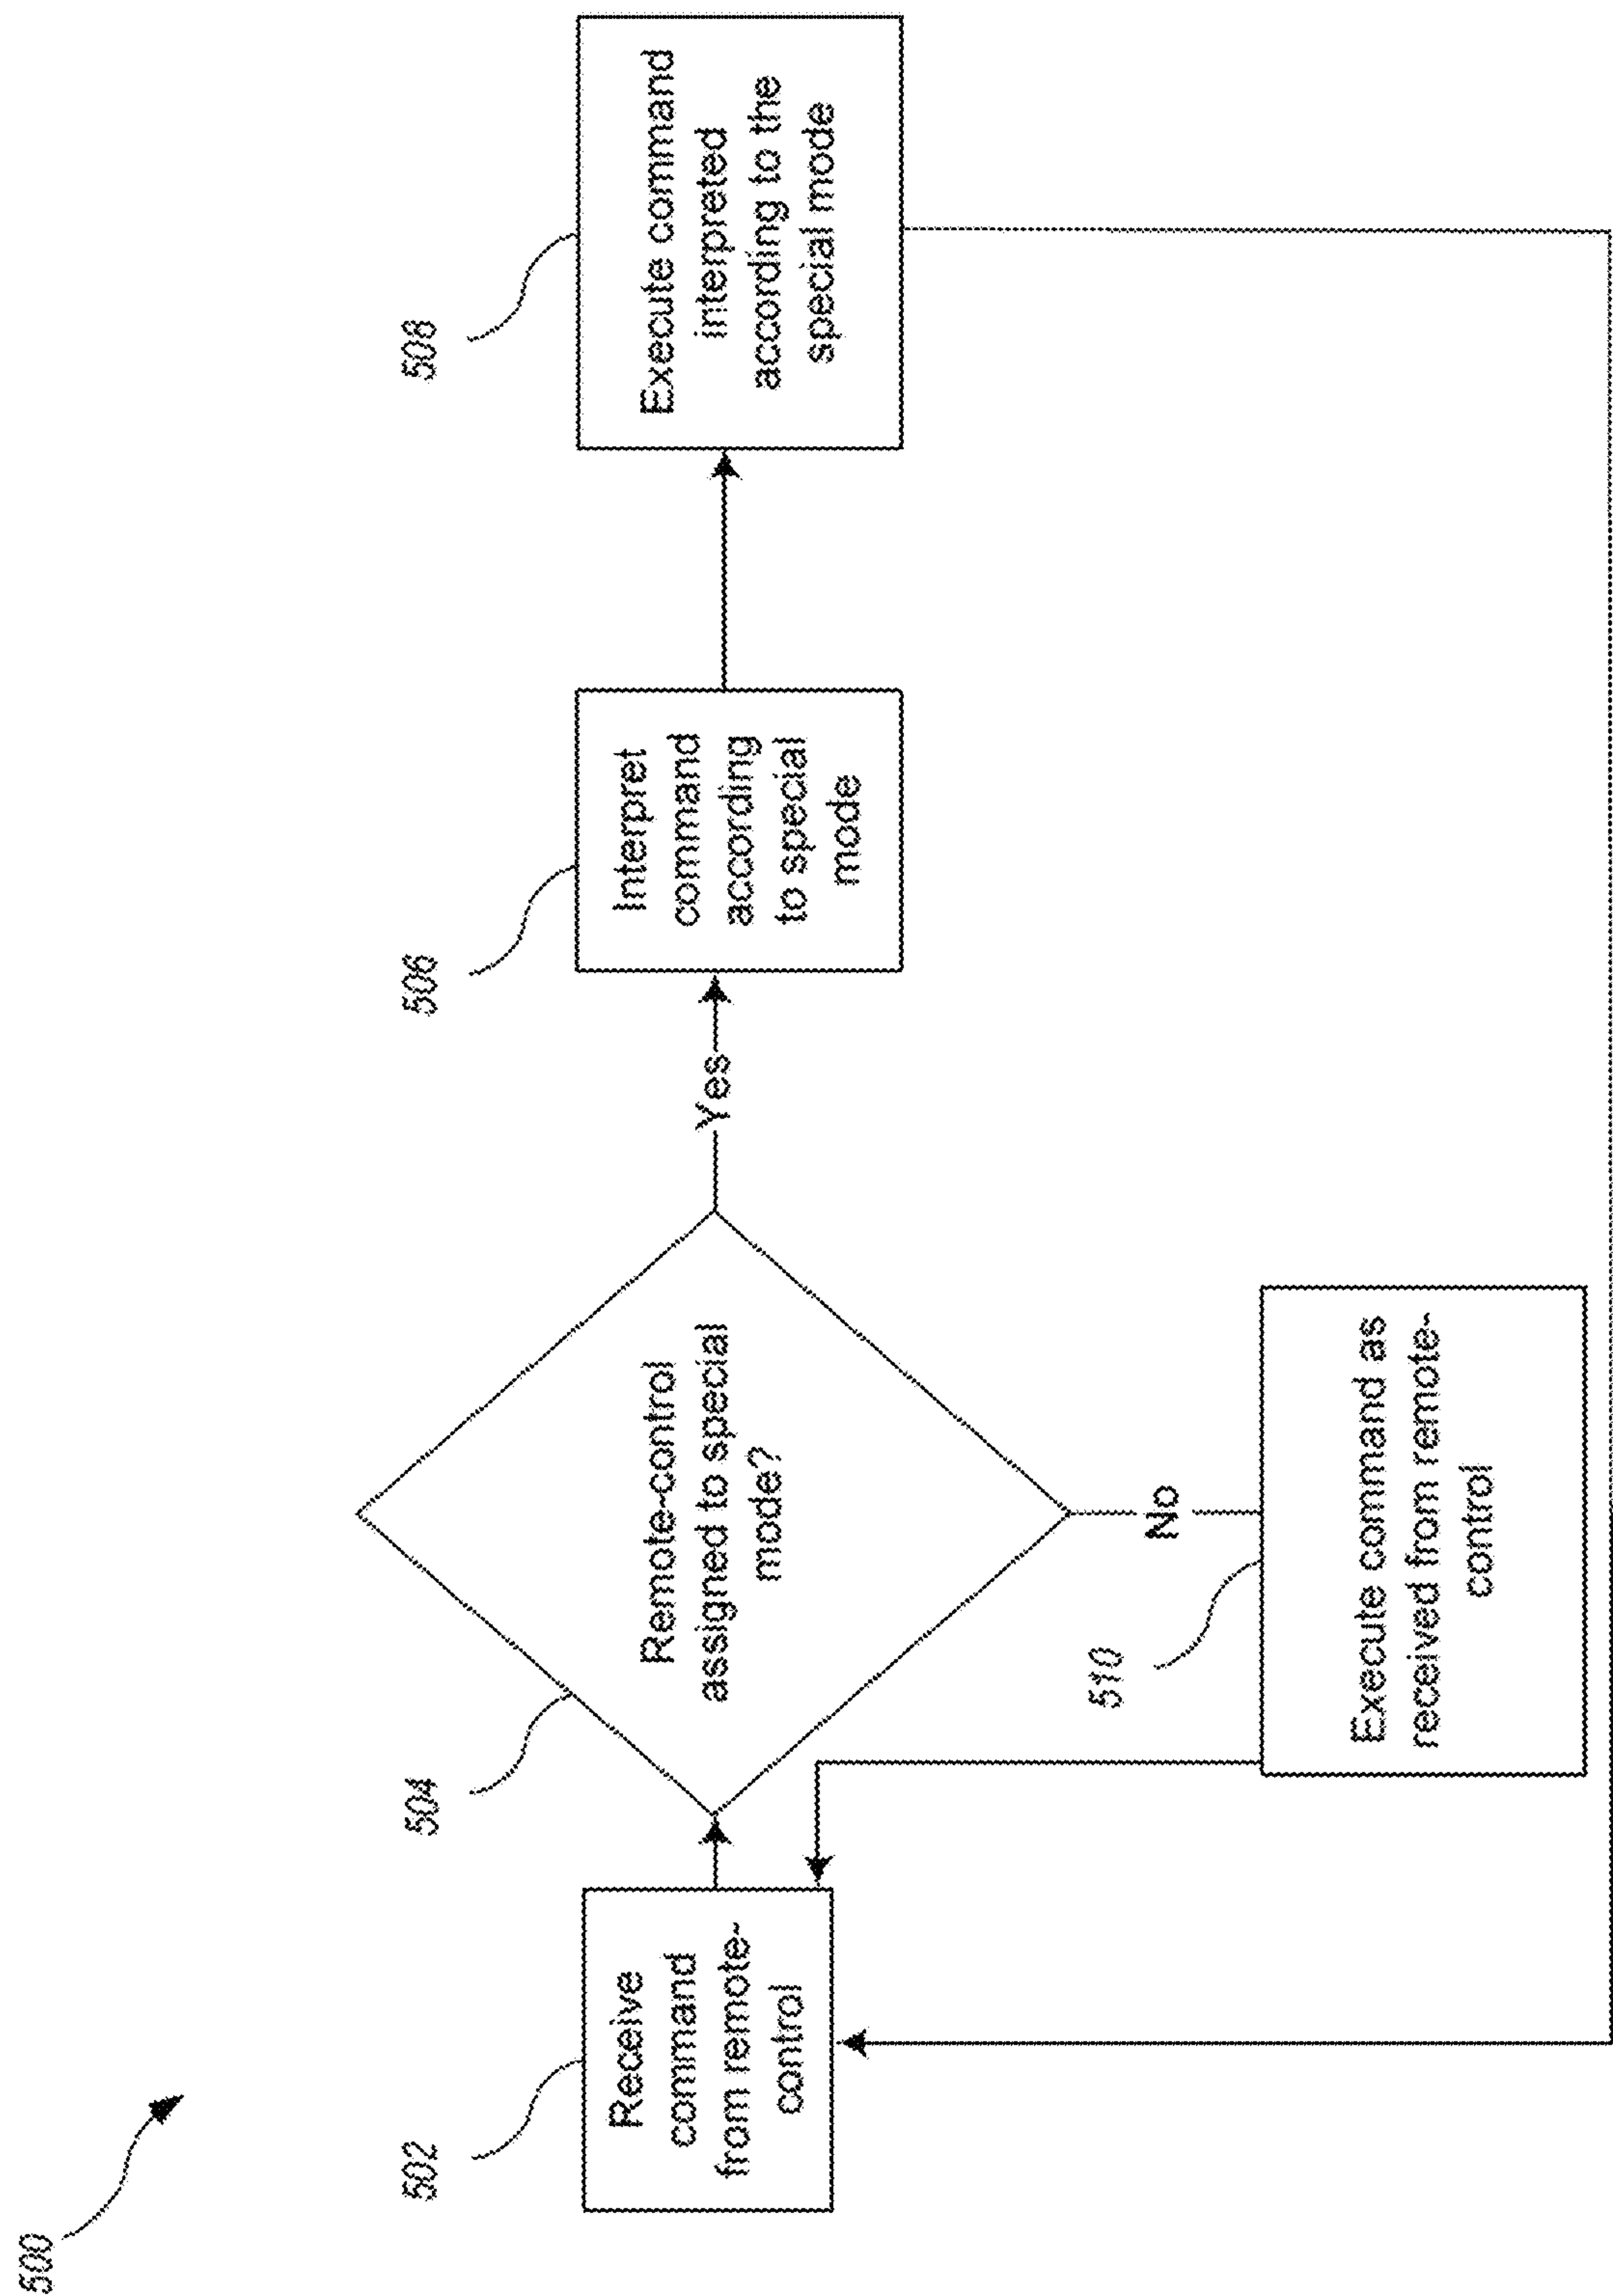 500
502
Receive
command
from remote-
control
504
Remote-control
assigned to special
mode?
Yes
506
Interpret
command
according
to special
mode
508
Execute command
interpreted
according to the
special mode
No
510
Execute command as
received from remote-
control